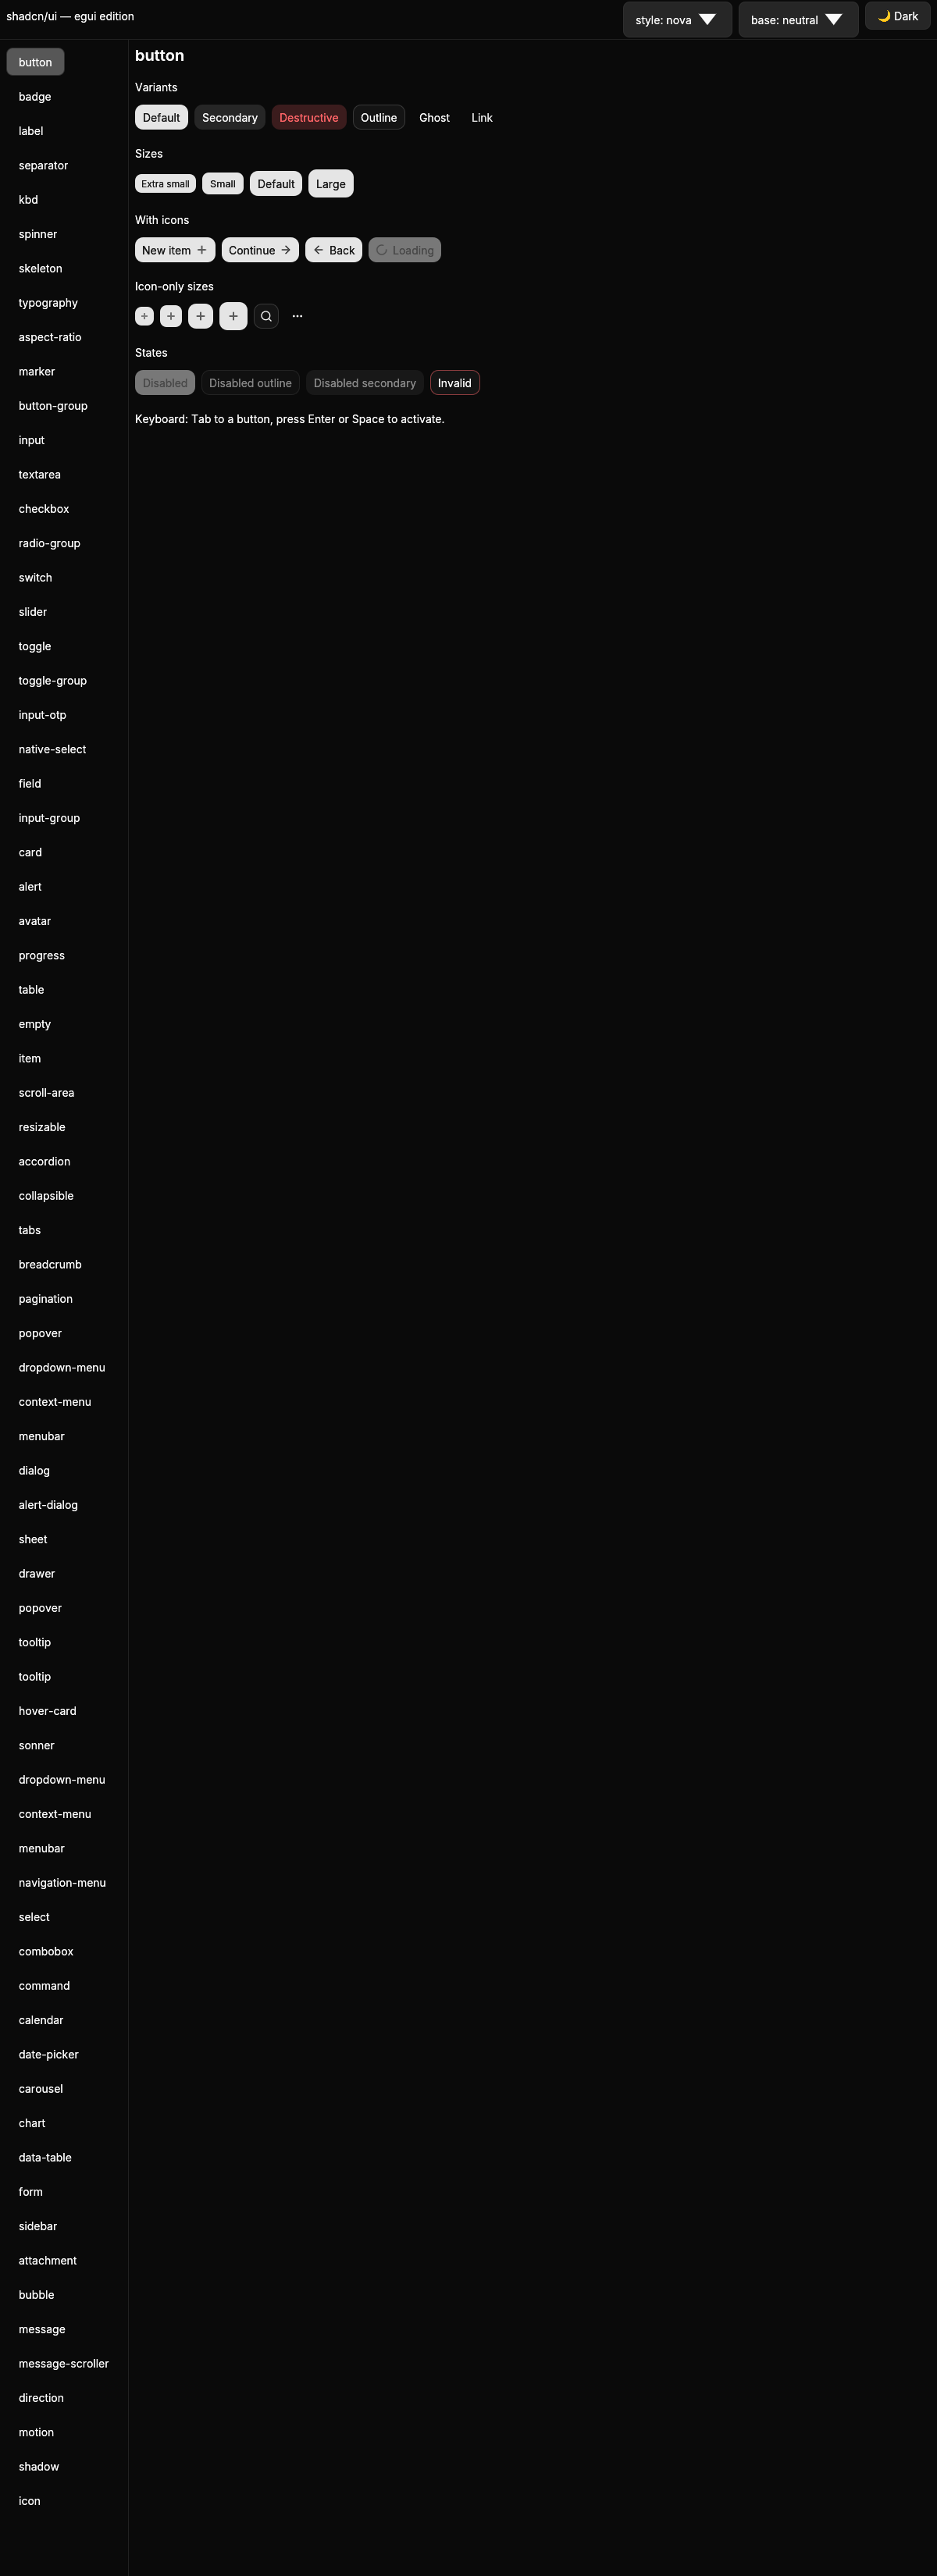 shadcn/ui — egui edition
style: nova
base: neutral
🌙 Dark
button
badge
label
separator
kbd
spinner
skeleton
typography
aspect-ratio
marker
button-group
input
textarea
checkbox
radio-group
switch
slider
toggle
toggle-group
input-otp
native-select
field
input-group
card
alert
avatar
progress
table
empty
item
scroll-area
resizable
accordion
collapsible
tabs
breadcrumb
pagination
popover
dropdown-menu
context-menu
menubar
dialog
alert-dialog
sheet
drawer
popover
tooltip
tooltip
hover-card
sonner
dropdown-menu
context-menu
menubar
navigation-menu
select
combobox
command
calendar
date-picker
carousel
chart
data-table
form
sidebar
attachment
bubble
message
message-scroller
direction
motion
shadow
icon
button
Variants
Default Secondary Destructive Outline Ghost Link
Sizes
Extra small Small Default Large
With icons
New item Continue Back Loading
Icon-only sizes
States
Disabled Disabled outline Disabled secondary Invalid
Keyboard: Tab to a button, press Enter or Space to activate.